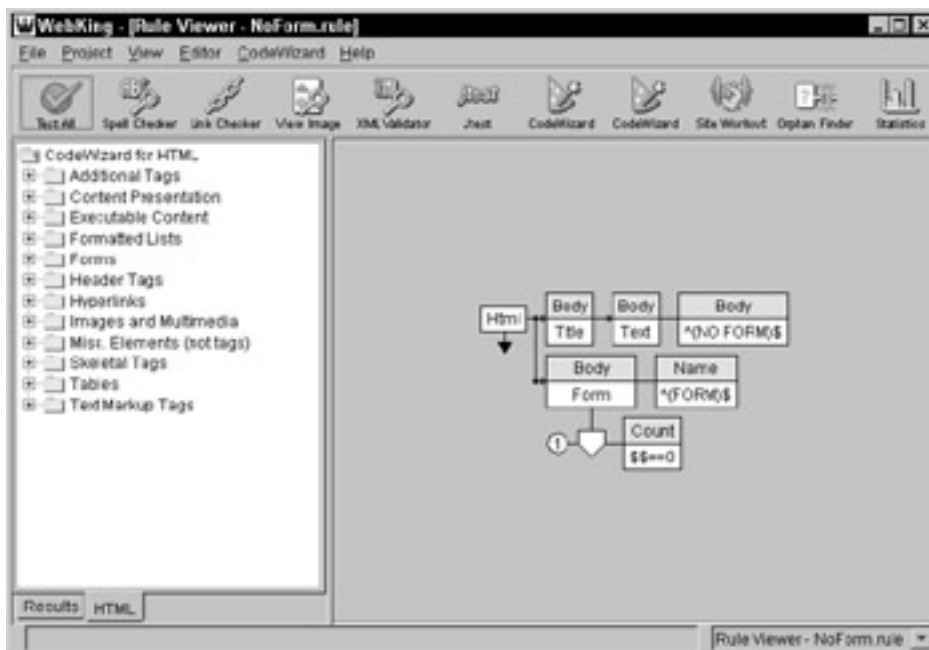 WebKing - [Rule Viewer - NoForm.rule]
File Project View Editor CodeWizard Help
Test All Spell Checker Link Checker View Image XML Validator Jtest CodeWizard CodeWizard Site Workout Orphan Finder Statistics
CodeWizard for HTML
Additional Tags
Content Presentation
Executable Content
Formatted Lists
Forms
Header Tags
Hyperlinks
Images and Multimedia
Misc. Elements (not tags)
Skeletal Tags
Tables
Text Markup Tags
Html
Body Body Body
Title Text ^(NO FORM)$
Body Name
Form ^(FORM)$
1
Count
$$==0
Results HTML
Rule Viewer - NoForm.rule